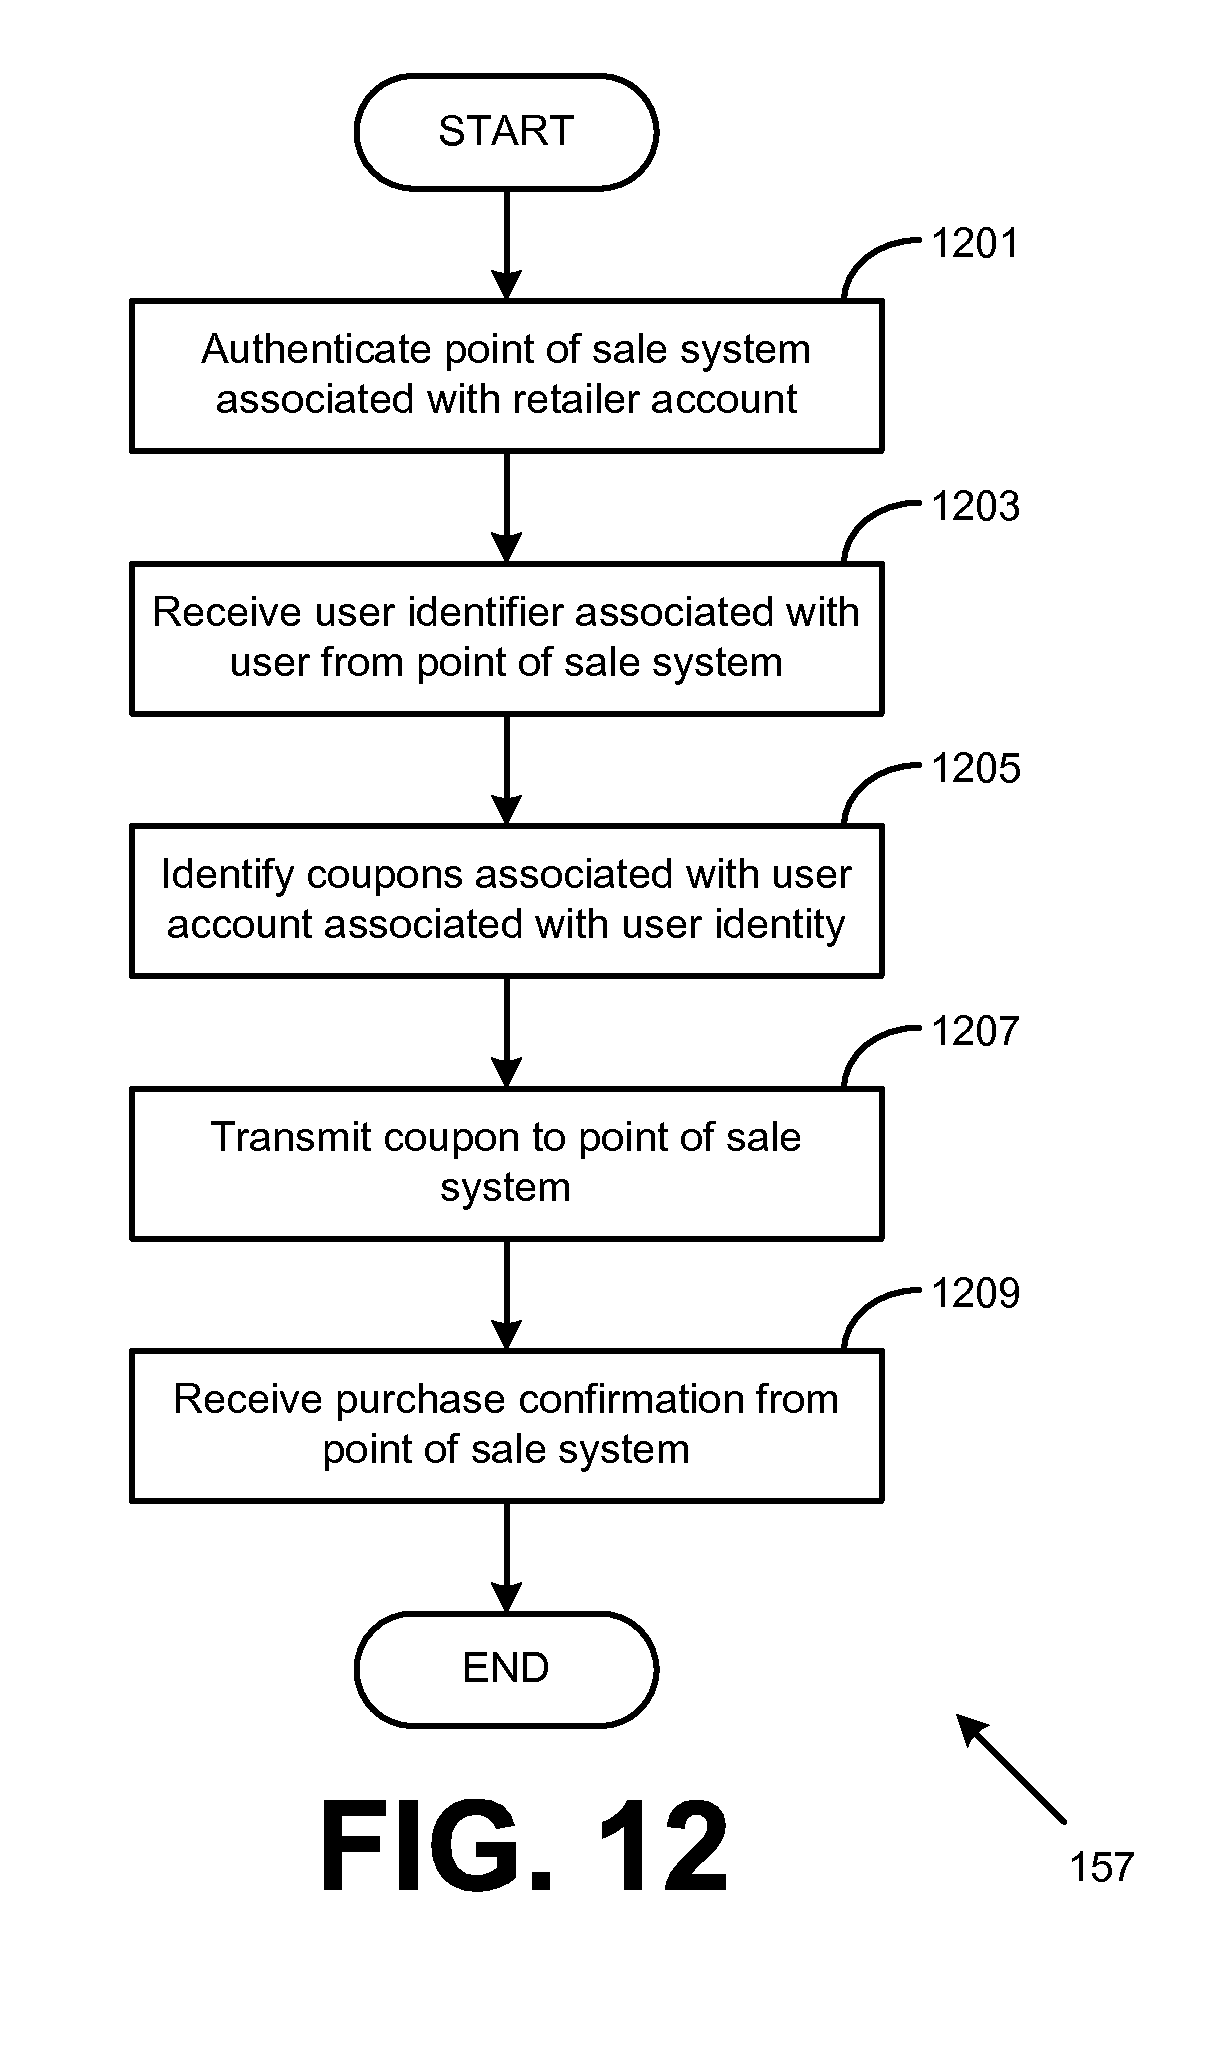 START
1201
Authenticate point of sale system
associated with retailer account
1203
Receive user identifier associated with
user from point of sale system
1205
Identify coupons associated with user
account associated with user identity
1207
Transmit coupon to point of sale
system
1209
Receive purchase confirmation from
point of sale system
END
FIG. 12
157